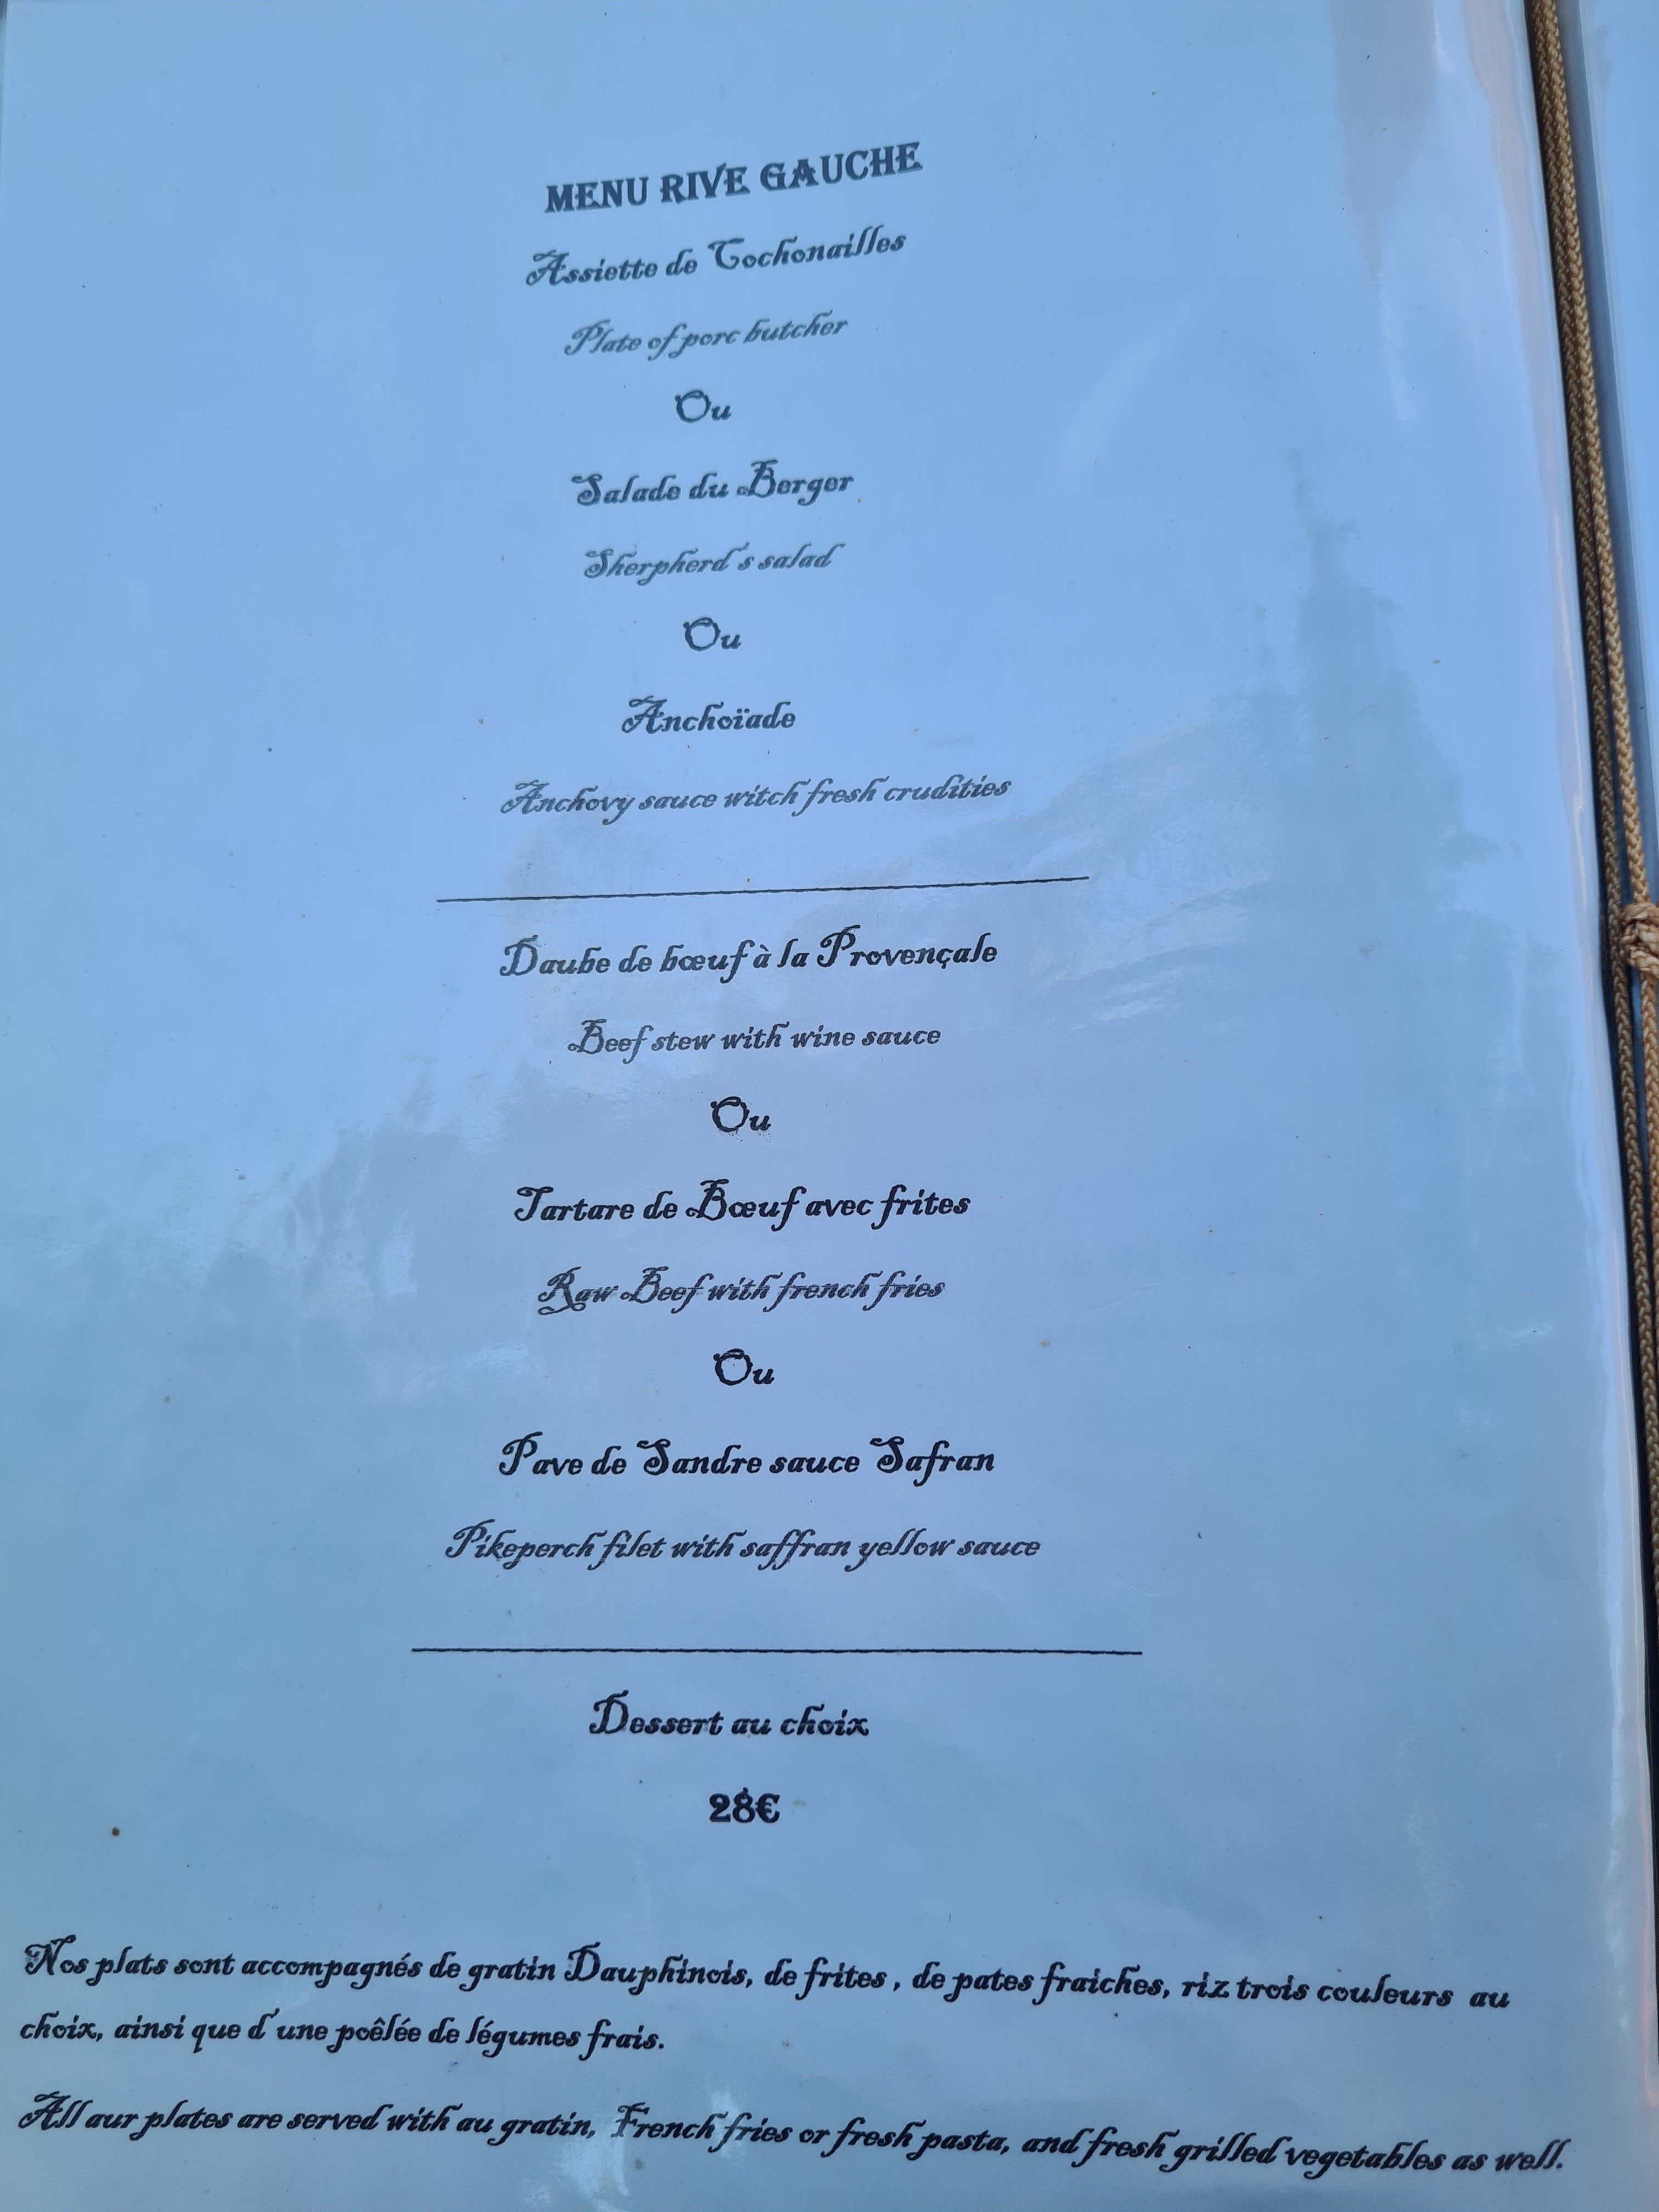 MENU RIVE GAUCHE
Assiette de Cochonailles
Plate of porc butcher
Ou
Salade du Berger
Sherpherd's salad
Ou
Anchoïade
Anchovy sauce witch fresh crudities
Daube de bœuf à la Provençale
Beef stew with wine sauce
Ou
Tartare de Bœuf avec frites
Raw Beef with french fries
Ou
Pave de Sandre sauce Safran
Pikeperch filet with saffran yellow sauce
Dessert au choix
28€
Nos plats sont accompagnés de gratin Dauphinois, de frites , de pates fraiches, riz trois couleurs au
choix, ainsi que d'une poêlée de légumes frais.
All aur plates are served with au gratin, French fries or fresh pasta, and fresh grilled vegetables as well.